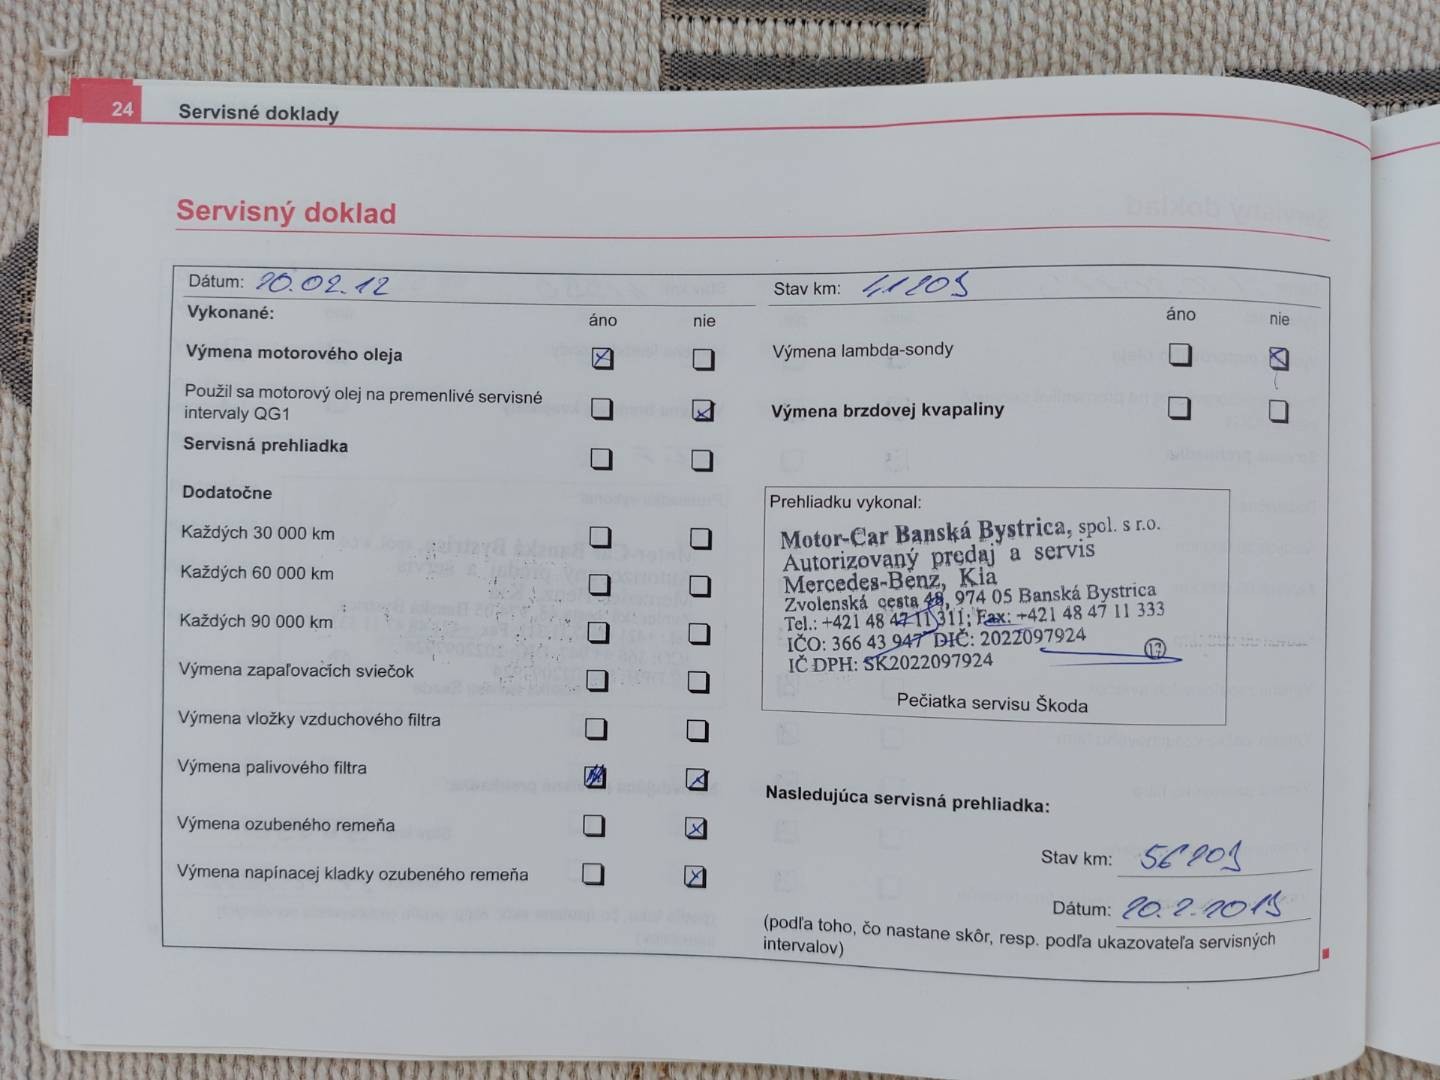 24 Servisné doklady
Servisný doklad
Dátum: 20.02.12
Stav km: 41203
Vykonané:
áno nie
áno nie
Výmena motorového oleja
Výmena lambda-sondy
Použil sa motorový olej na premenlivé servisné
intervaly QG1
Výmena brzdovej kvapaliny
Servisná prehliadka
Dodatočne
Každých 30 000 km
Každých 60 000 km
Každých 90 000 km
Výmena zapaľovacích sviečok
Výmena vložky vzduchového filtra
Výmena palivového filtra
Výmena ozubeného remeňa
Výmena napínacej kladky ozubeného remeňa
Prehliadku vykonal:
Motor-Car Banská Bystrica, spol. s r.o.
Autorizovaný predaj a servis
Mercedes-Benz, Kia
Zvolenská cesta 48, 974 05 Banská Bystrica
Tel.: +421 48 47 11 311; Fax: +421 48 47 11 333
IČO: 366 43 947 DIČ: 2022097924
IČ DPH: SK2022097924
17
Pečiatka servisu Škoda
Nasledujúca servisná prehliadka:
Stav km: 56203
Dátum: 20.2.2013
(podľa toho, čo nastane skôr, resp. podľa ukazovateľa servisných
intervalov)